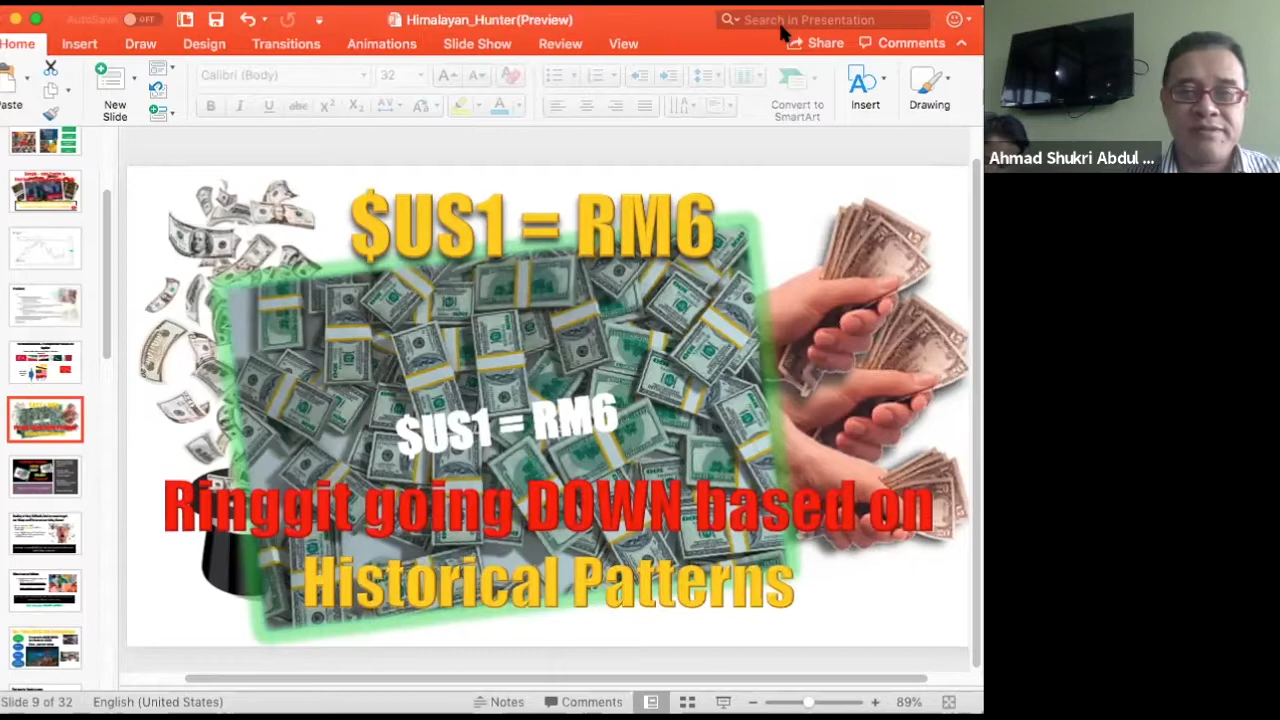 AutoSave OFF
Himalayan_Hunter(Preview)
Search in Presentation
Home Insert Draw Design Transitions Animations Slide Show Review View
Share Comments
Paste
New
Slide
Calibri (Body) 32
Convert to
SmartArt
Insert
Drawing
Ahmad Shukri Abdul ...
$US1 = RM6
$US1 = RM6
Ringgit going DOWN based on
Historical Patterns
Slide 9 of 32 English (United States) Notes Comments 89%